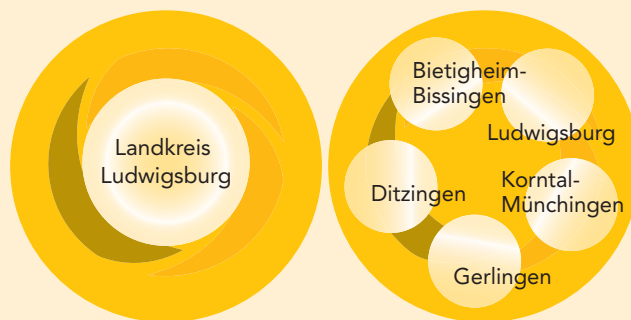 Landkreis
Ludwigsburg
Bietigheim-
Bissingen
Ludwigsburg
Ditzingen
Korntal-
Münchingen
Gerlingen